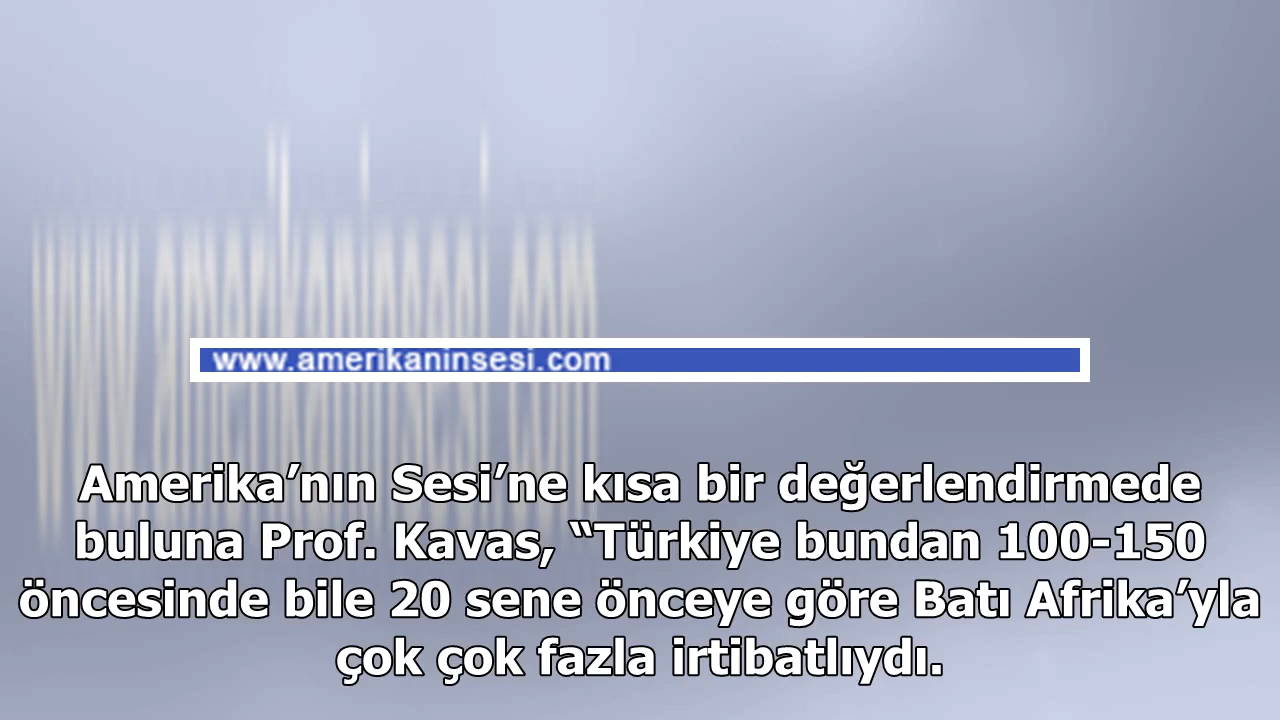 www.amerikaninsesi.com
Amerika’nın Sesi’ne kısa bir değerlendirmede
buluna Prof. Kavas, “Türkiye bundan 100-150
öncesinde bile 20 sene önceye göre Batı Afrika’yla
çok çok fazla irtibatlıydı.